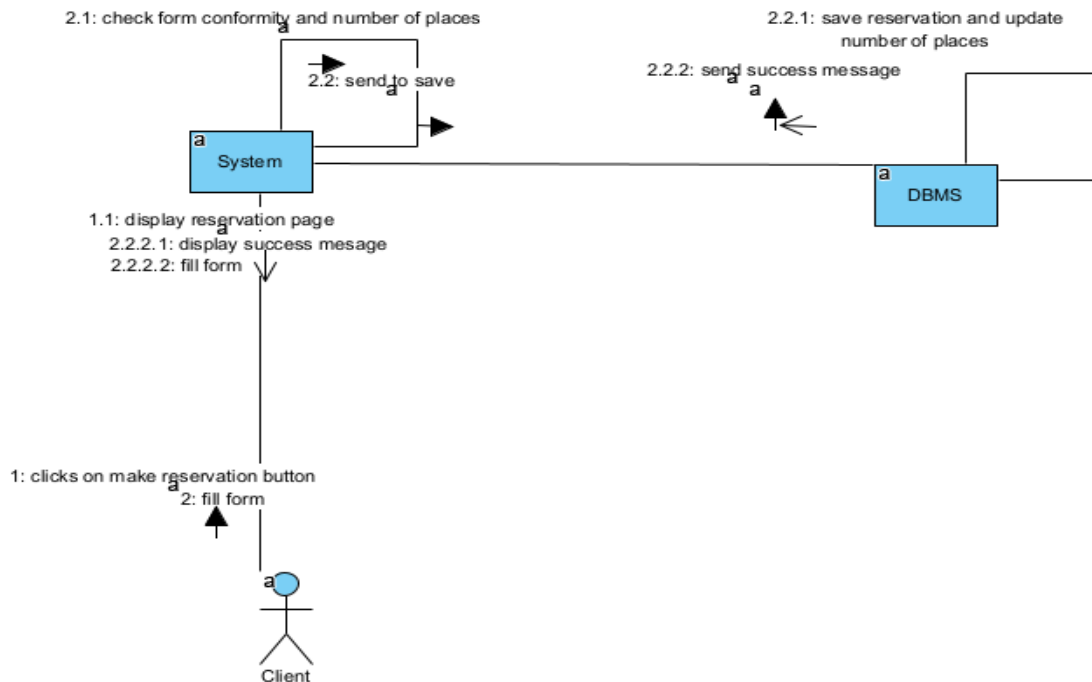 2.1: check form conformity and number of places
a
2.2: send to save
a
2.2.1: save reservation and update
number of places
2.2.2: send success message
a
a
a
System
a
DBMS
1.1: display reservation page
a
2.2.2.1: display success mesage
2.2.2.2: fill form
1: clicks on make reservation button
a
2: fill form
a
Client